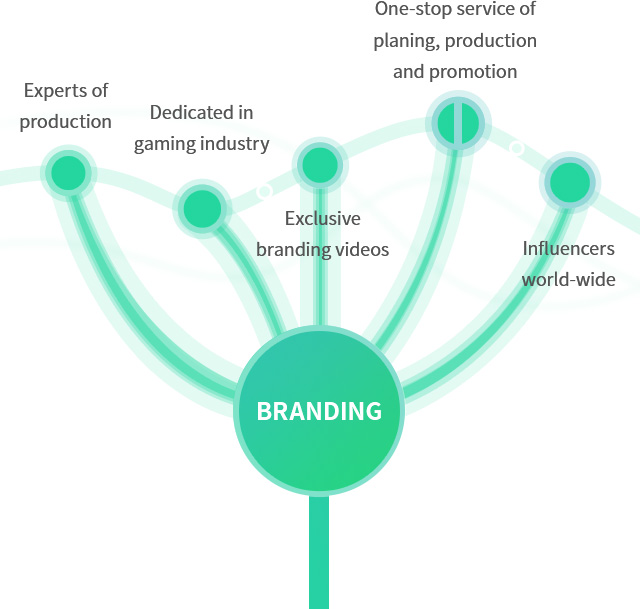 One-stop service of
planing, production
and promotion
Experts of
production
Dedicated in
gaming industry
Exclusive
branding videos
Influencers
world-wide
BRANDING